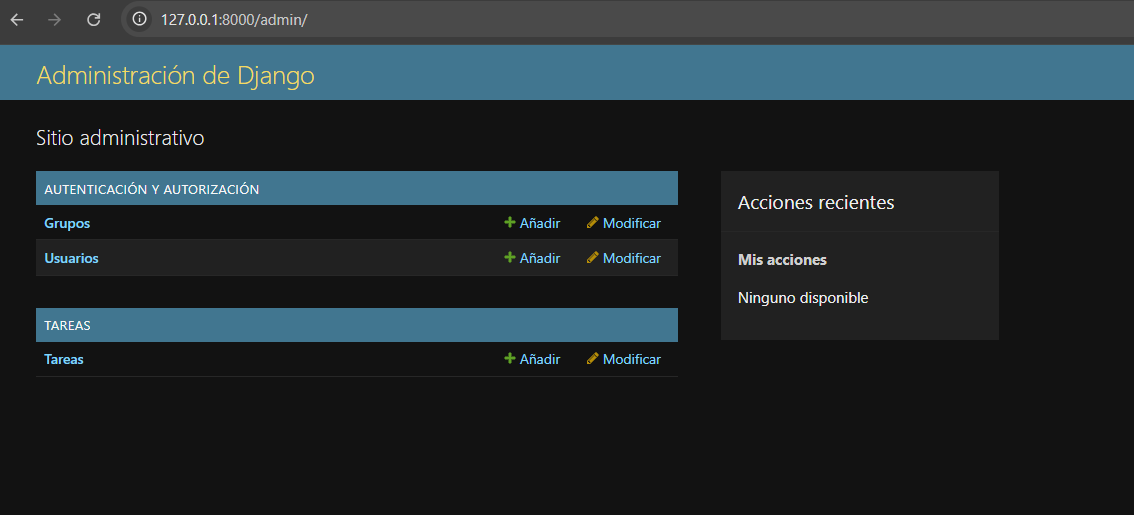 127.0.0.1:8000/admin/
Administración de Django
Sitio administrativo
AUTENTICACIÓN Y AUTORIZACIÓN
Grupos Añadir Modificar
Usuarios Añadir Modificar
TAREAS
Tareas Añadir Modificar
Acciones recientes
Mis acciones
Ninguno disponible